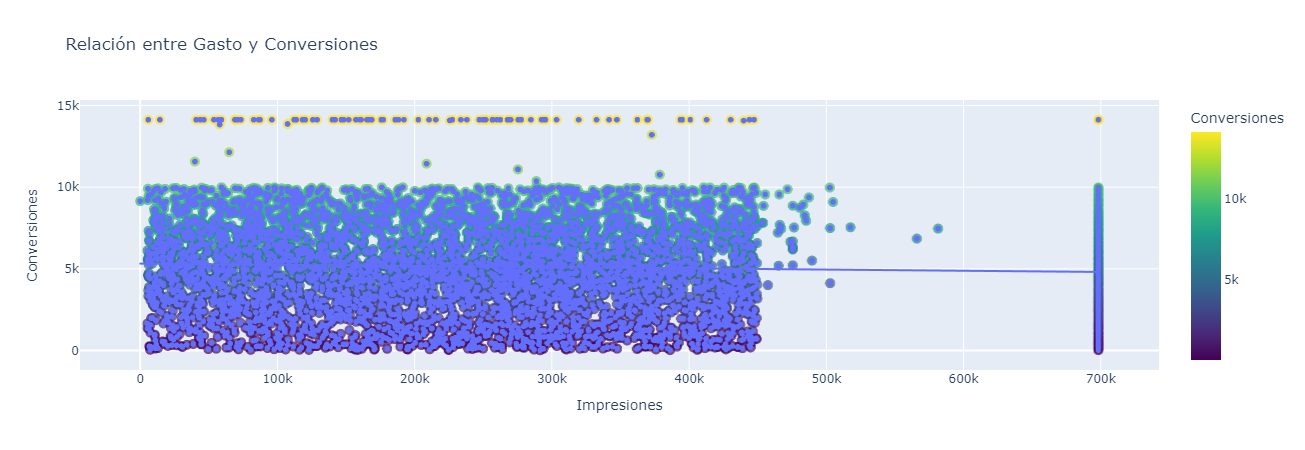 Relación entre Gasto y Conversiones
Conversiones
15k
10k
5k
0
0 100k 200k 300k 400k 500k 600k 700k
Impresiones
Conversiones
10k
5k